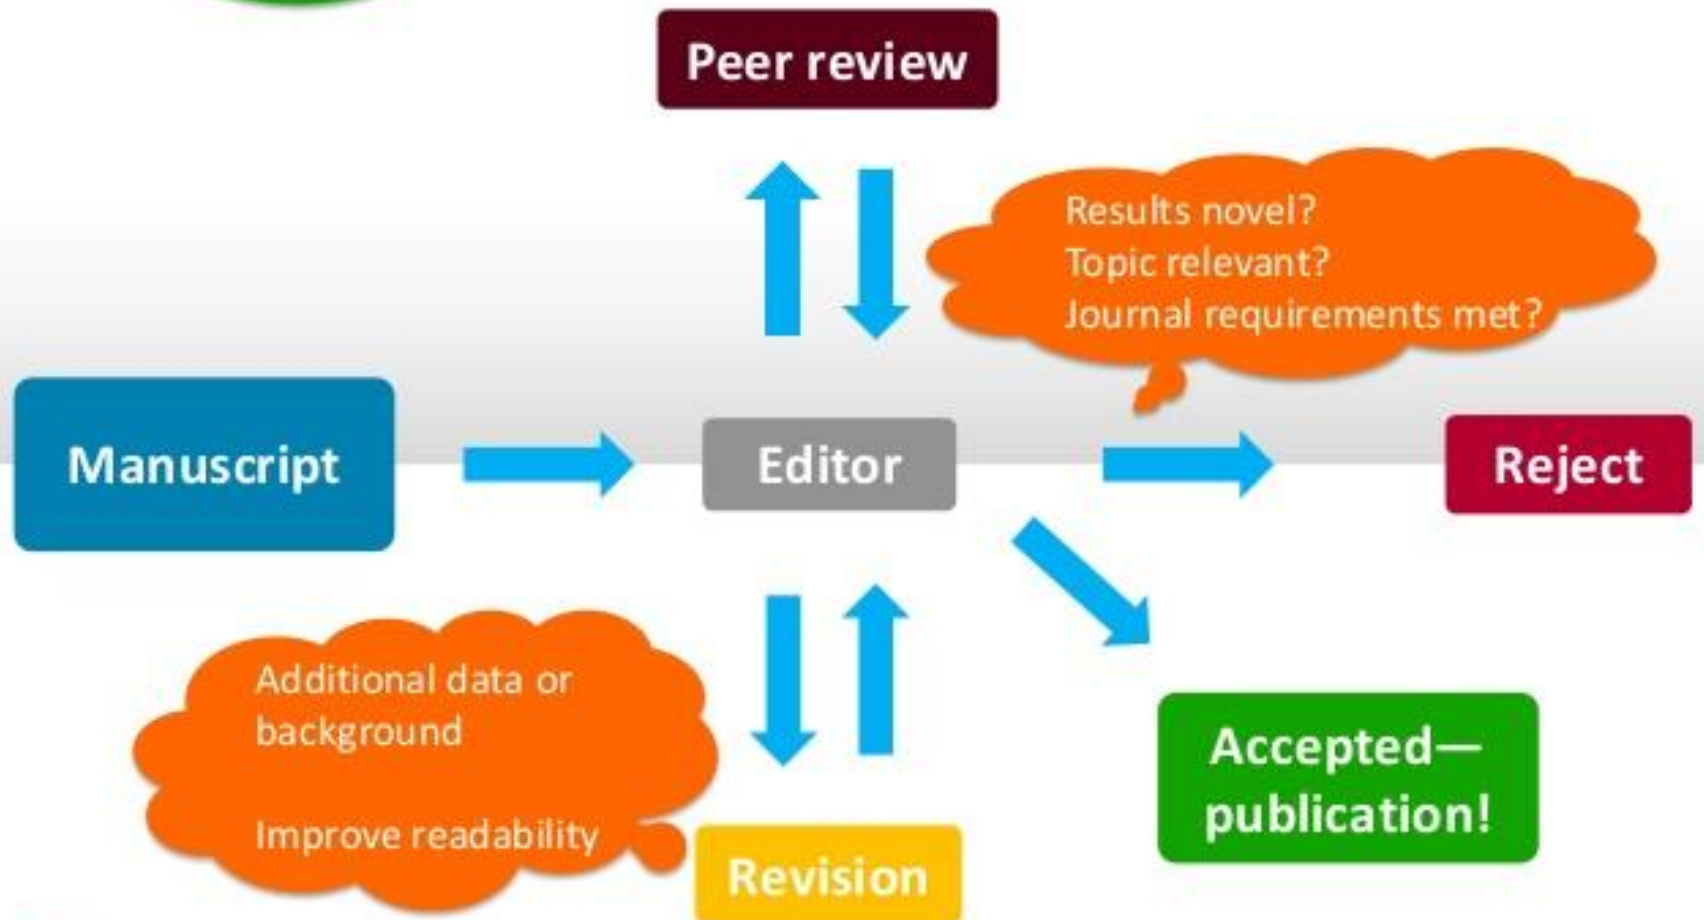 Peer review
Results novel?
Topic relevant?
Journal requirements met?
Manuscript
Editor
Reject
Additional data or
background
Improve readability
Accepted—
publication!
Revision